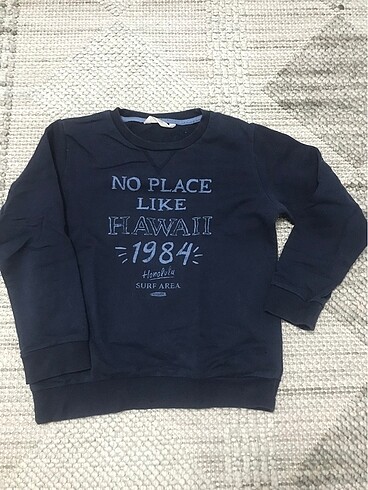 NO PLACE
LIKE
HAWAII
1984
Honolulu
SURF AREA